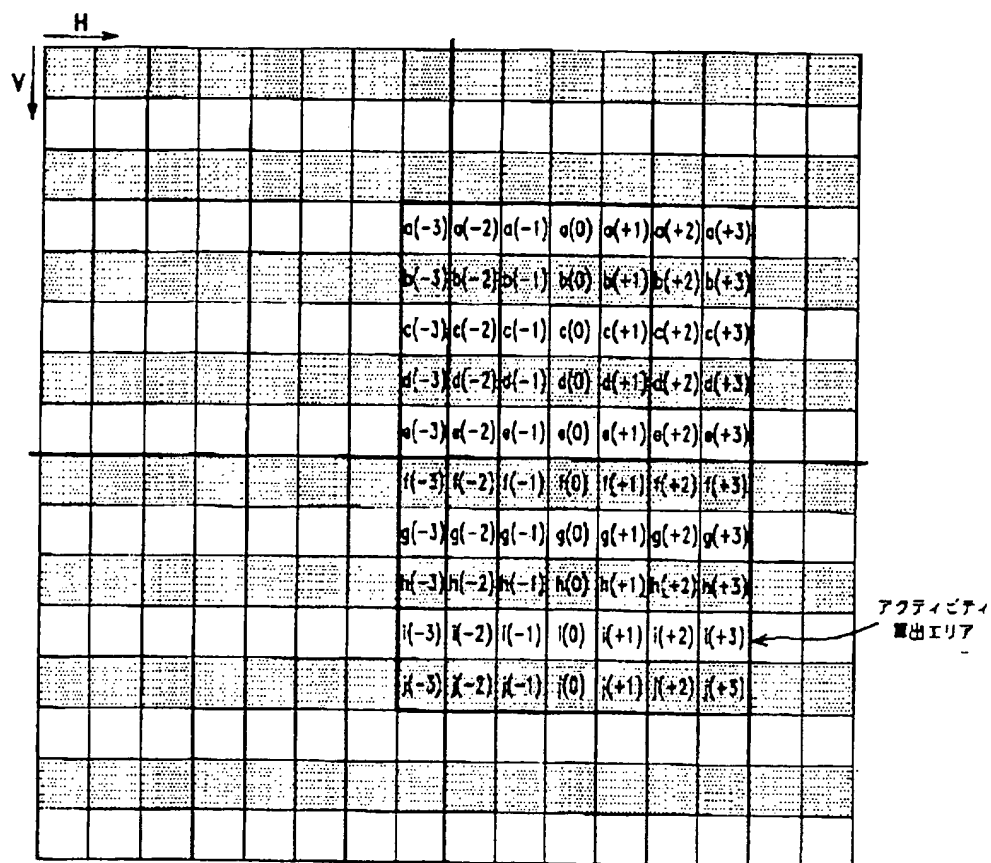 H
V
a(-3) a(-2) a(-1) a(0) a(+1) a(+2) a(+3)
b(-3) b(-2) b(-1) b(0) b(+1) b(+2) b(+3)
c(-3) c(-2) c(-1) c(0) c(+1) c(+2) c(+3)
d(-3) d(-2) d(-1) d(0) d(+1) d(+2) d(+3)
e(-3) e(-2) e(-1) e(0) e(+1) e(+2) e(+3)
f(-3) f(-2) f(-1) f(0) f(+1) f(+2) f(+3)
g(-3) g(-2) g(-1) g(0) g(+1) g(+2) g(+3)
h(-3) h(-2) h(-1) h(0) h(+1) h(+2) h(+3)
i(-3) i(-2) i(-1) i(0) i(+1) i(+2) i(+3)
j(-3) j(-2) j(-1) j(0) j(+1) j(+2) j(+3)
アクティビティ
算出エリア